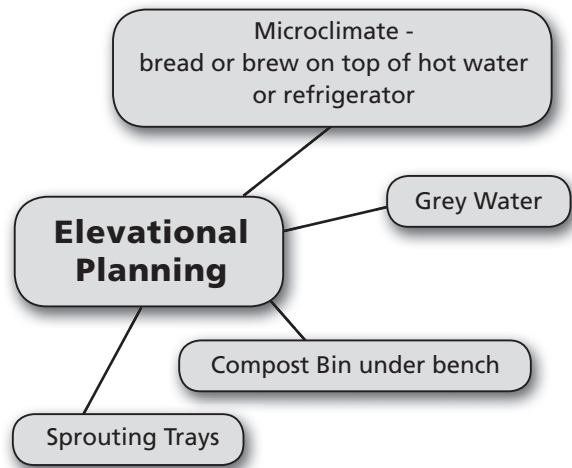 Microclimate -
bread or brew on top of hot water
or refrigerator
Grey Water
Elevational
Planning
Compost Bin under bench
Sprouting Trays